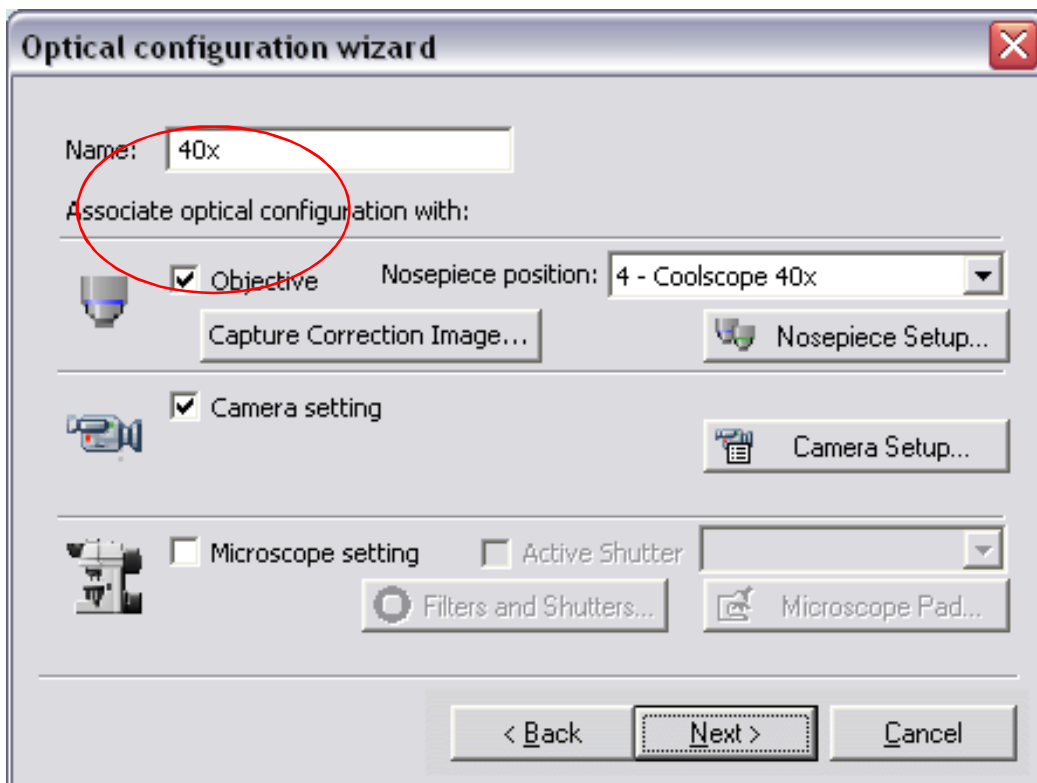 Optical configuration wizard
Name: 40x
Associate optical configuration with:
Objective Nosepiece position: 4 - Coolscope 40x
Capture Correction Image... Nosepiece Setup...
Camera setting
Camera Setup...
Microscope setting Active Shutter
Filters and Shutters... Microscope Pad...
< Back Next > Cancel